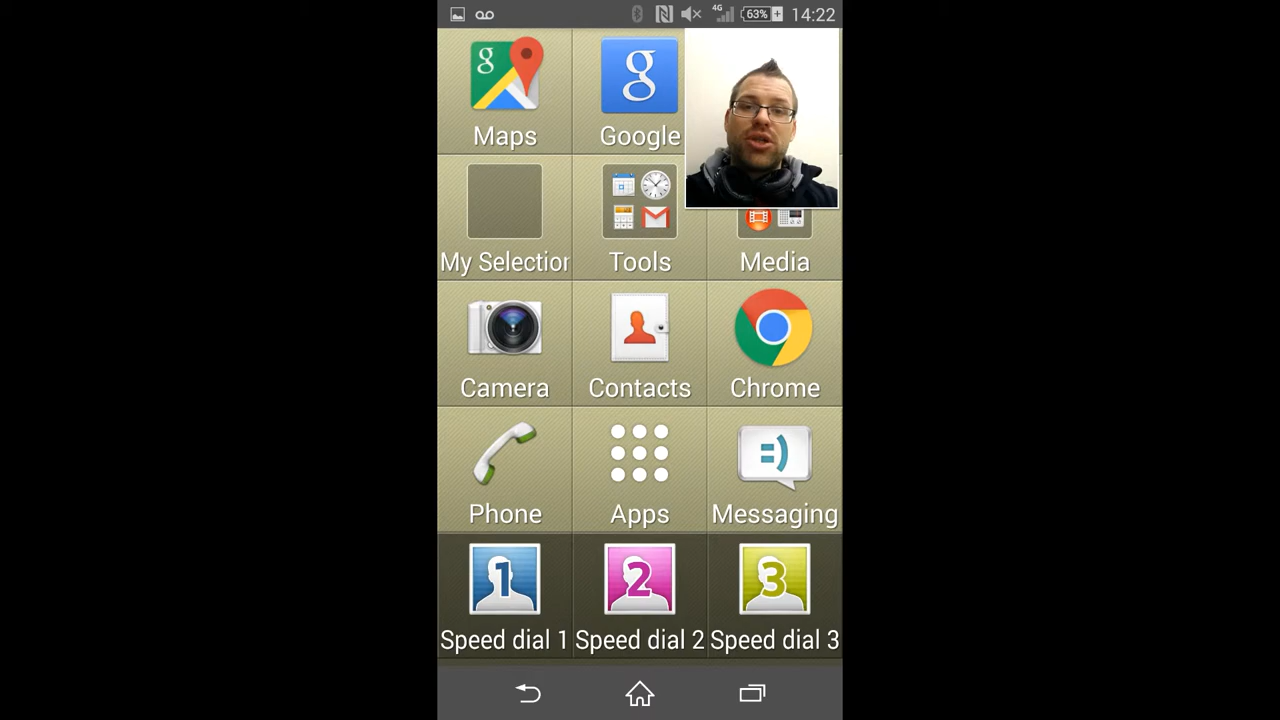 4G 63% 14:22
g g
Maps Google
My Selection Tools Media
Camera Contacts Chrome
=)
Phone Apps Messaging
1 2 3
Speed dial 1 Speed dial 2 Speed dial 3